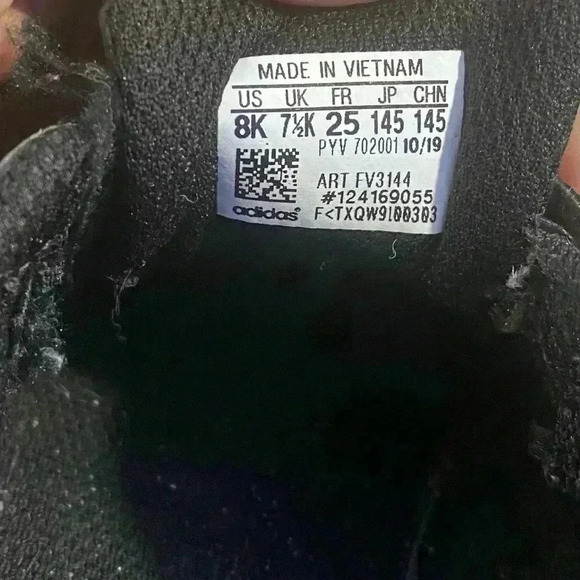 MADE IN VIETNAM
US UK FR JP CHN
8K 7½K 25 145 145
PYV 702001 10/19
ART FV3144
#124169055
adidas F<TXQW9L00303